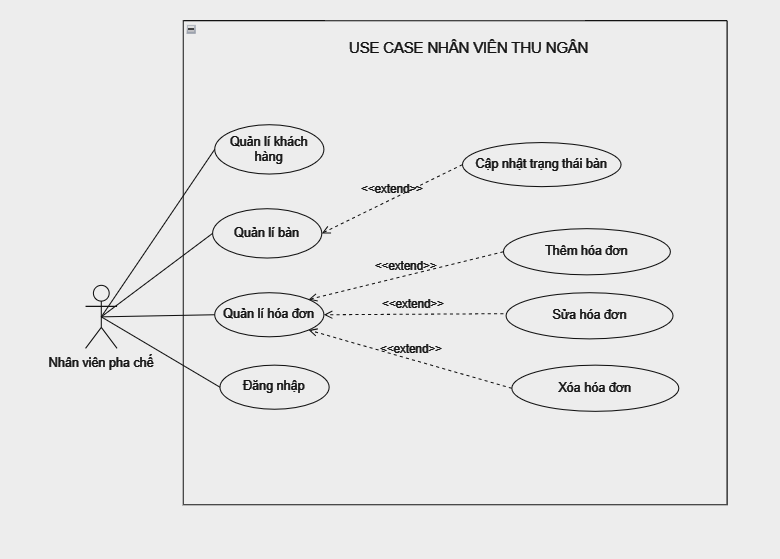 USE CASE NHÂN VIÊN THU NGÂN
Quản lí khách
hàng
Cập nhật trạng thái bàn
<<extend>>
Quản lí bàn
Thêm hóa đơn
<<extend>>
<<extend>>
Quản lí hóa đơn
Sửa hóa đơn
<<extend>>
Nhân viên pha chế
Đăng nhập
Xóa hóa đơn